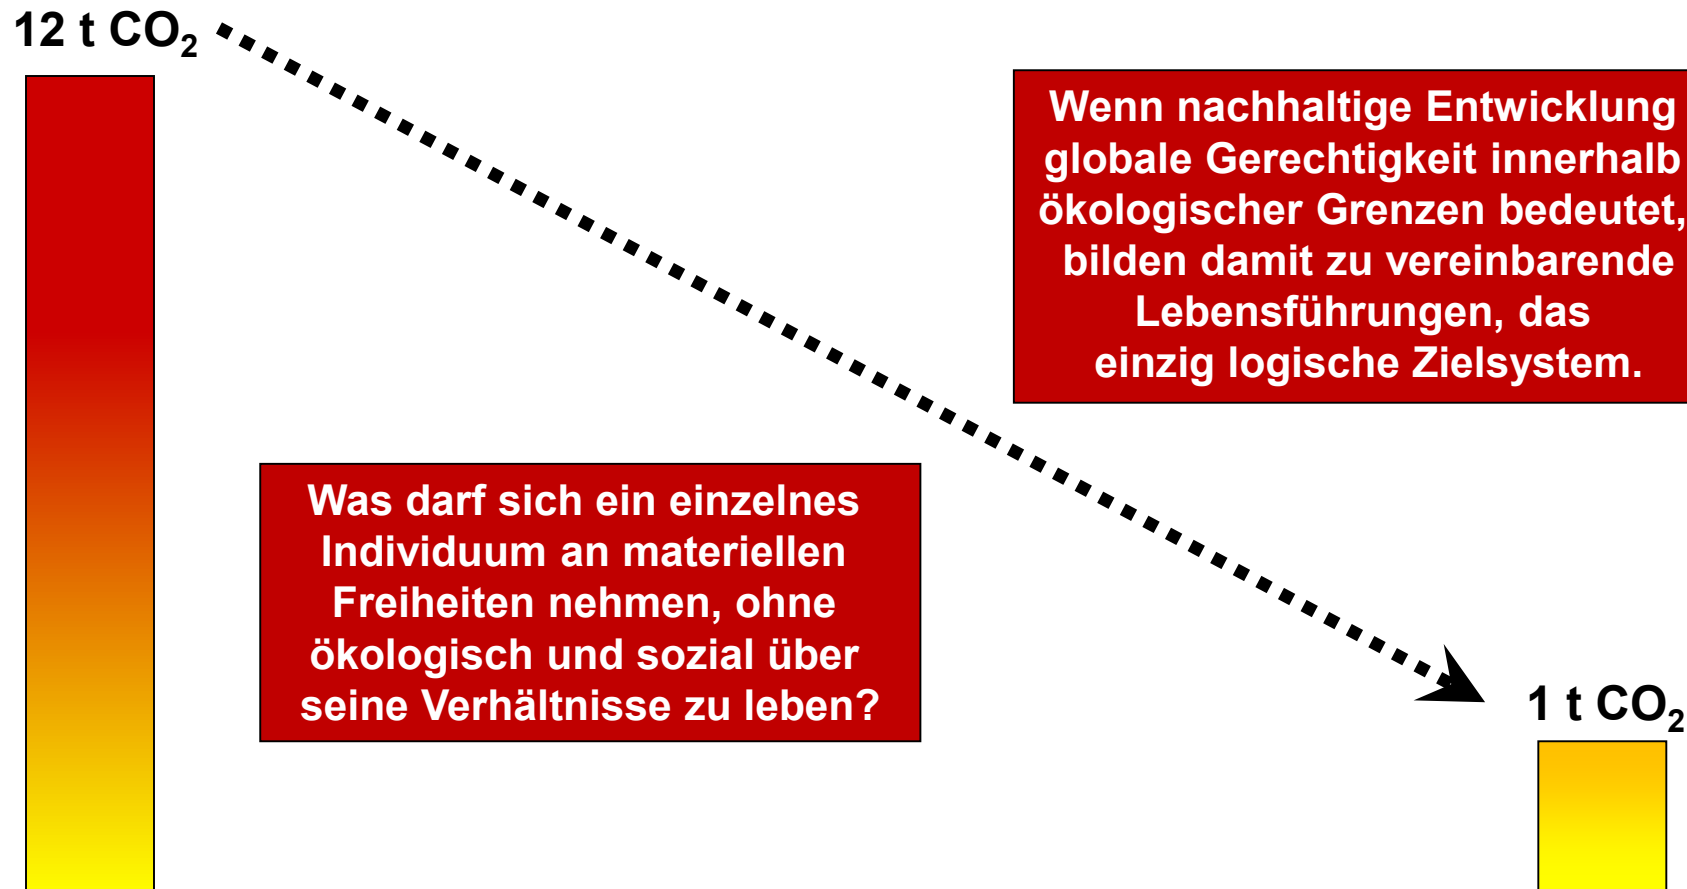 12 t CO₂
Wenn nachhaltige Entwicklung
globale Gerechtigkeit innerhalb
ökologischer Grenzen bedeutet,
bilden damit zu vereinbarende
Lebensführungen, das
einzig logische Zielsystem.
Was darf sich ein einzelnes
Individuum an materiellen
Freiheiten nehmen, ohne
ökologisch und sozial über
seine Verhältnisse zu leben?
1 t CO₂